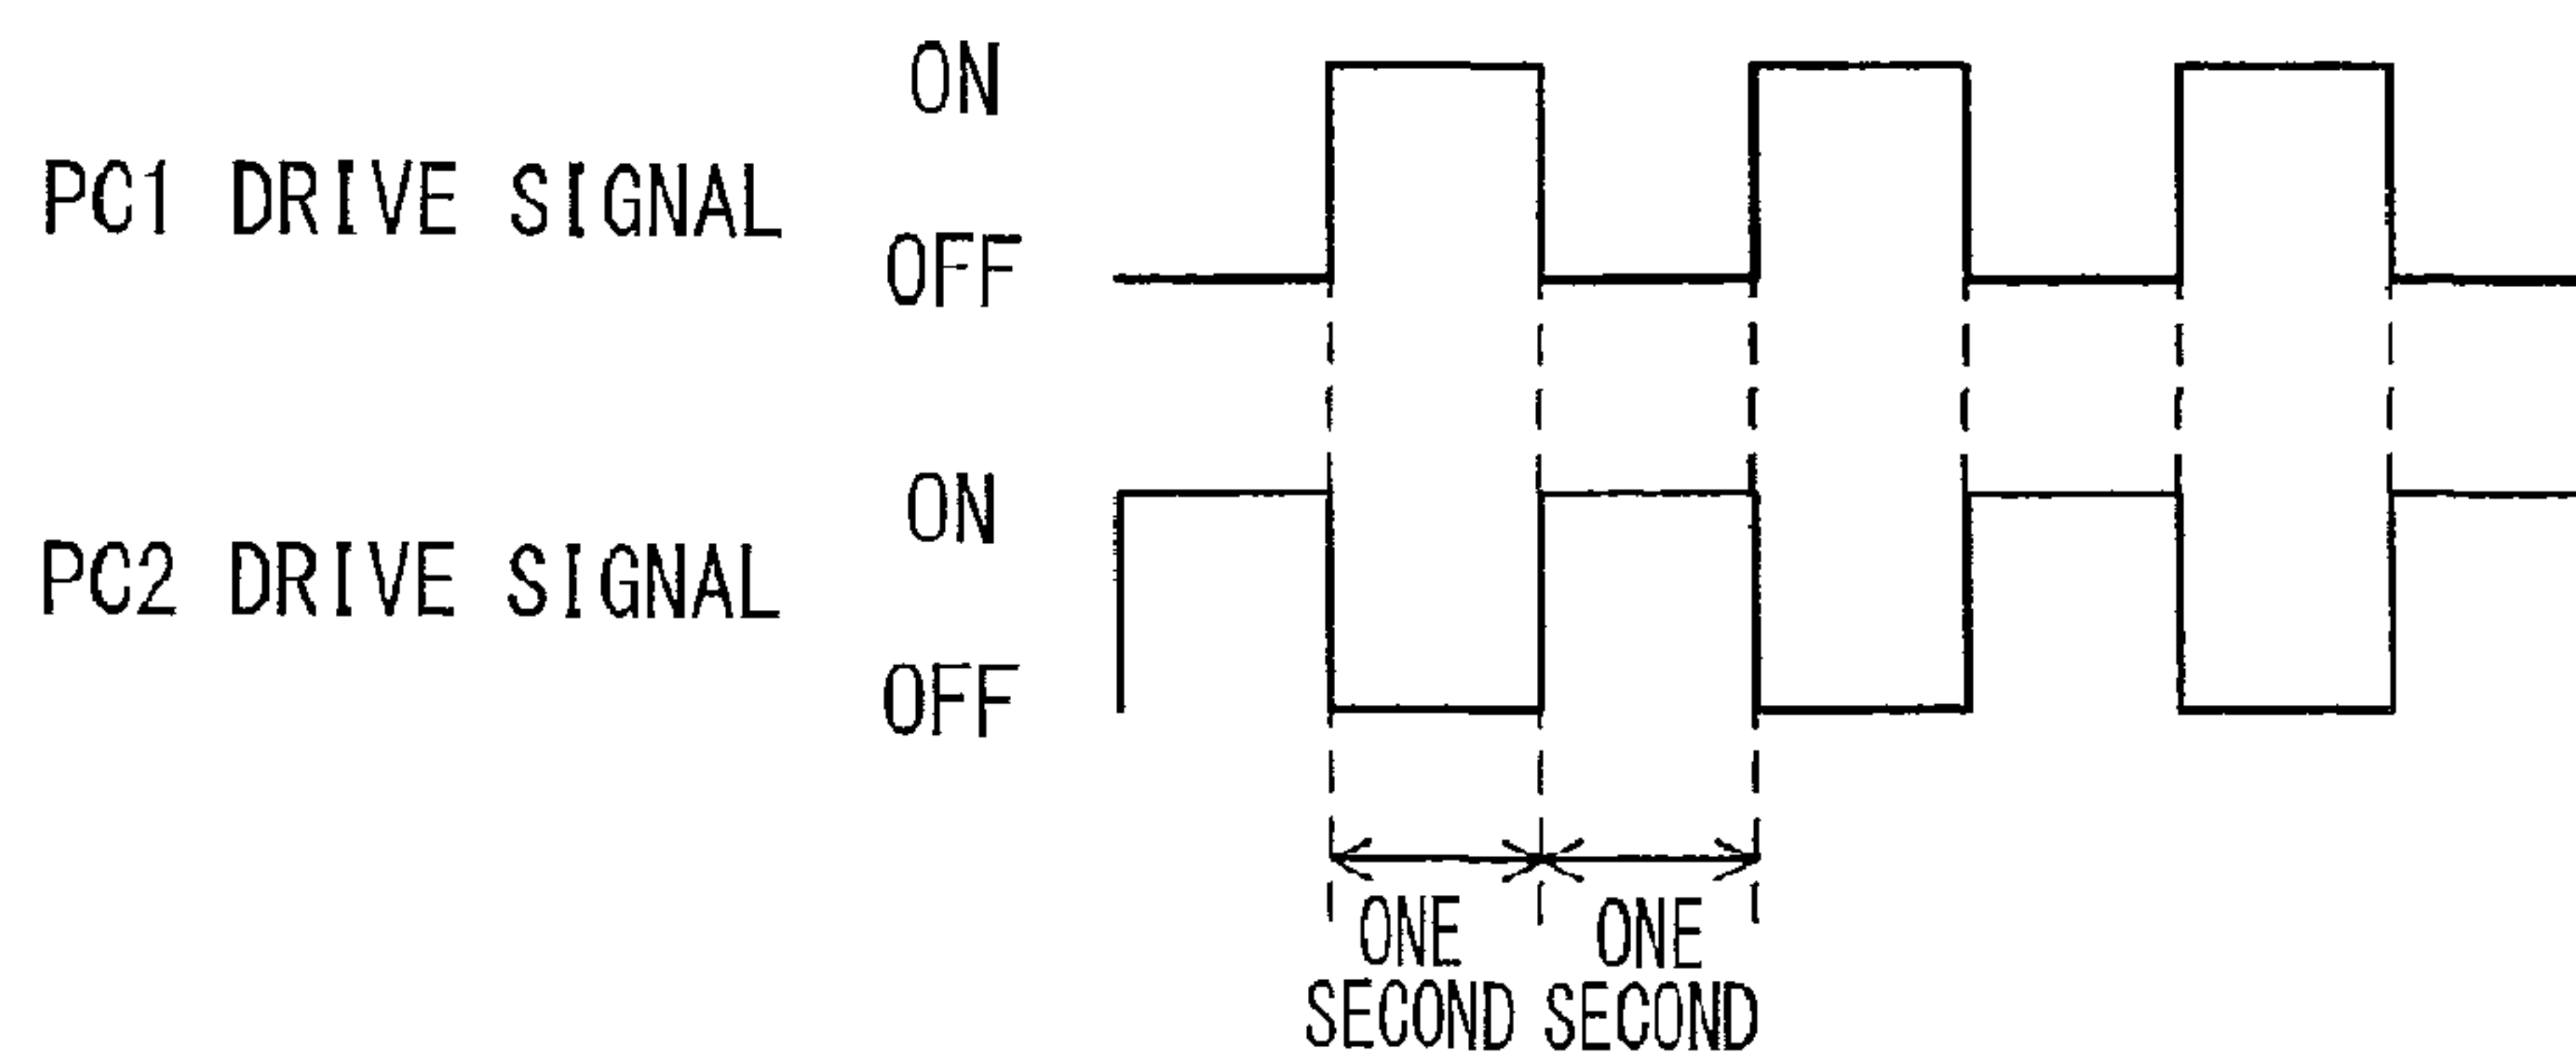 ON
PC1 DRIVE SIGNAL
OFF
ON
PC2 DRIVE SIGNAL
OFF
ONE ONE
SECOND SECOND